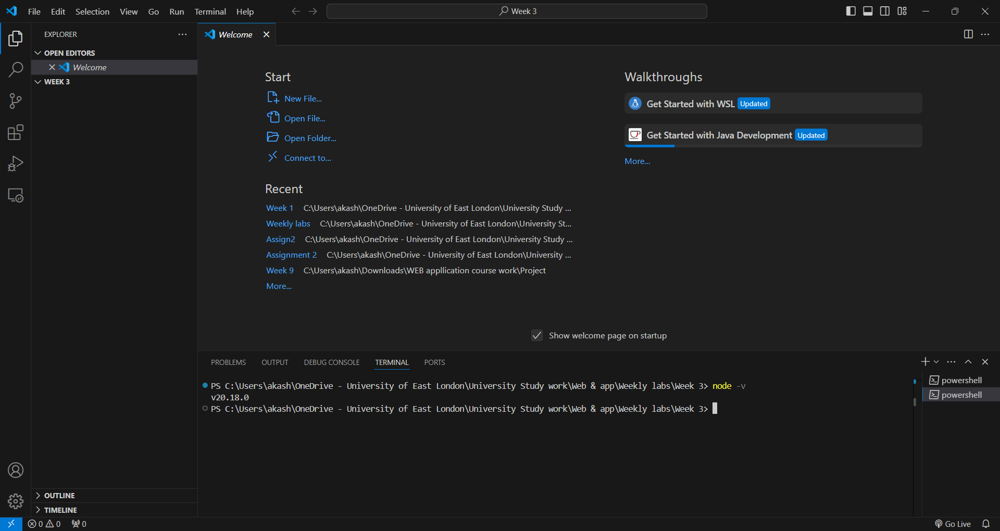 File Edit Selection View Go Run Terminal Help
Week 3
EXPLORER
OPEN EDITORS
Welcome
WEEK 3
OUTLINE
TIMELINE
Welcome
Start
New File...
Open File...
Open Folder...
Connect to...
Recent
Week 1 C:\Users\akash\OneDrive - University of East London\University Study ...
Weekly labs C:\Users\akash\OneDrive - University of East London\University St...
Assign2 C:\Users\akash\OneDrive - University of East London\University Study ...
Assignment 2 C:\Users\akash\OneDrive - University of East London\University ...
Week 9 C:\Users\akash\Downloads\WEB appllication course work\Project
More...
Walkthroughs
Get Started with WSL Updated
Get Started with Java Development Updated
More...
Show welcome page on startup
PROBLEMS OUTPUT DEBUG CONSOLE TERMINAL PORTS
PS C:\Users\akash\OneDrive - University of East London\University Study work\Web & app\Weekly labs\Week 3> node -v
v20.18.0
PS C:\Users\akash\OneDrive - University of East London\University Study work\Web & app\Weekly labs\Week 3>
powershell
powershell
0 0 0
Go Live